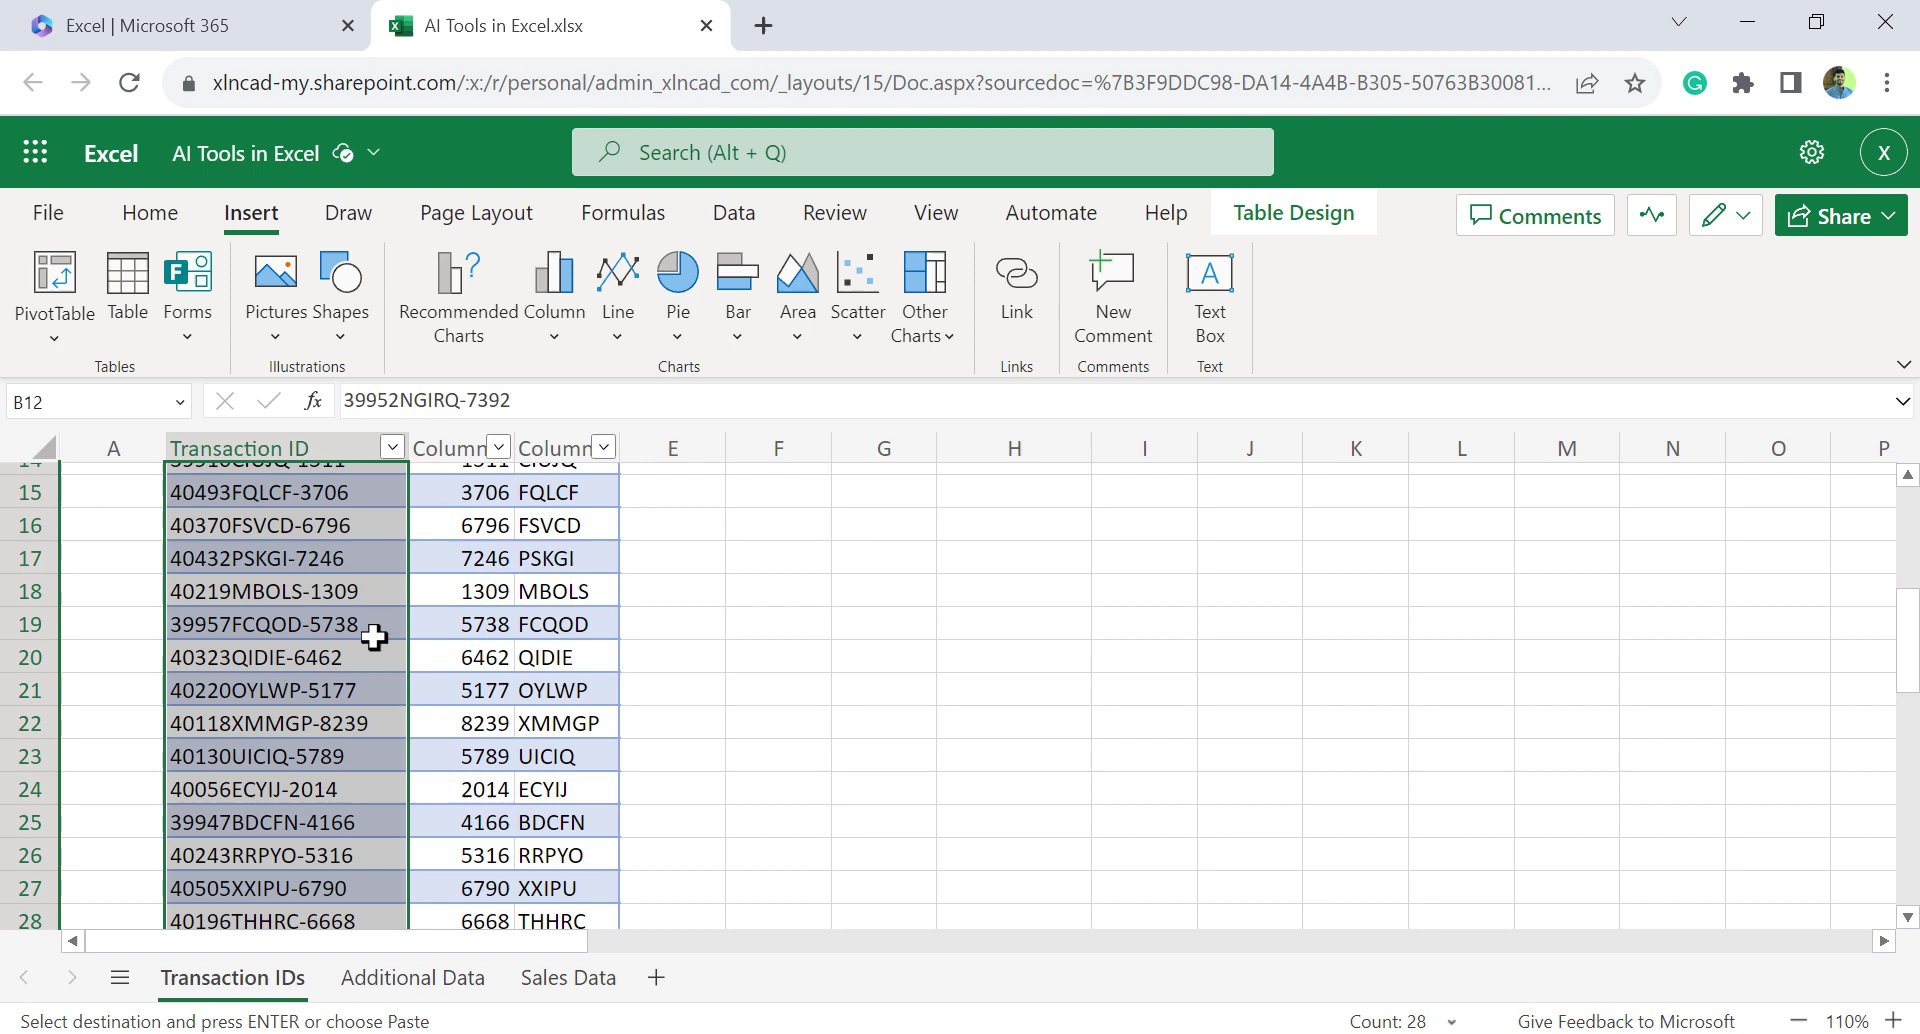 Excel | Microsoft 365
AI Tools in Excel.xlsx
xlncad-my.sharepoint.com/:x:/r/personal/admin_xlncad_com/_layouts/15/Doc.aspx?sourcedoc=%7B3F9DDC98-DA14-4A4B-B305-50763B30081...
Excel AI Tools in Excel Search (Alt + Q) X
File Home Insert Draw Page Layout Formulas Data Review View Automate Help Table Design Comments Share
PivotTable Table Forms Pictures Shapes Recommended Charts Column Line Pie Bar Area Scatter Other Charts Link New Comment Text Box
Tables Illustrations Charts Links Comments Text
B12 fx 39952NGIRQ-7392
A Transaction ID Column Column E F G H I J K L M N O P
15 40493FQLCF-3706 3706 FQLCF
16 40370FSVCD-6796 6796 FSVCD
17 40432PSKGI-7246 7246 PSKGI
18 40219MBOLS-1309 1309 MBOLS
19 39957FCQOD-5738 5738 FCQOD
20 40323QIDIE-6462 6462 QIDIE
21 40220OYLWP-5177 5177 OYLWP
22 40118XMMGP-8239 8239 XMMGP
23 40130UICIQ-5789 5789 UICIQ
24 40056ECYIJ-2014 2014 ECYIJ
25 39947BDCFN-4166 4166 BDCFN
26 40243RRPYO-5316 5316 RRPYO
27 40505XXIPU-6790 6790 XXIPU
28 40196THHRC-6668 6668 THHRC
Transaction IDs Additional Data Sales Data
Select destination and press ENTER or choose Paste Count: 28 Give Feedback to Microsoft 110%